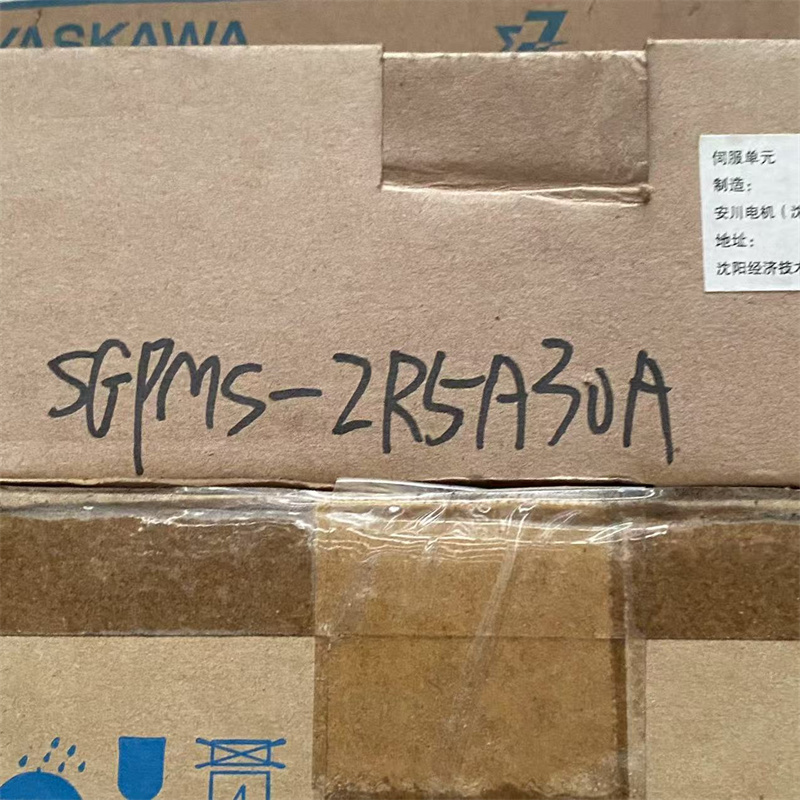 YASKAWA
伺服单元
制造：
安川电机（沈
地址：
沈阳经济技术
SGPMS-2R5A30A
4